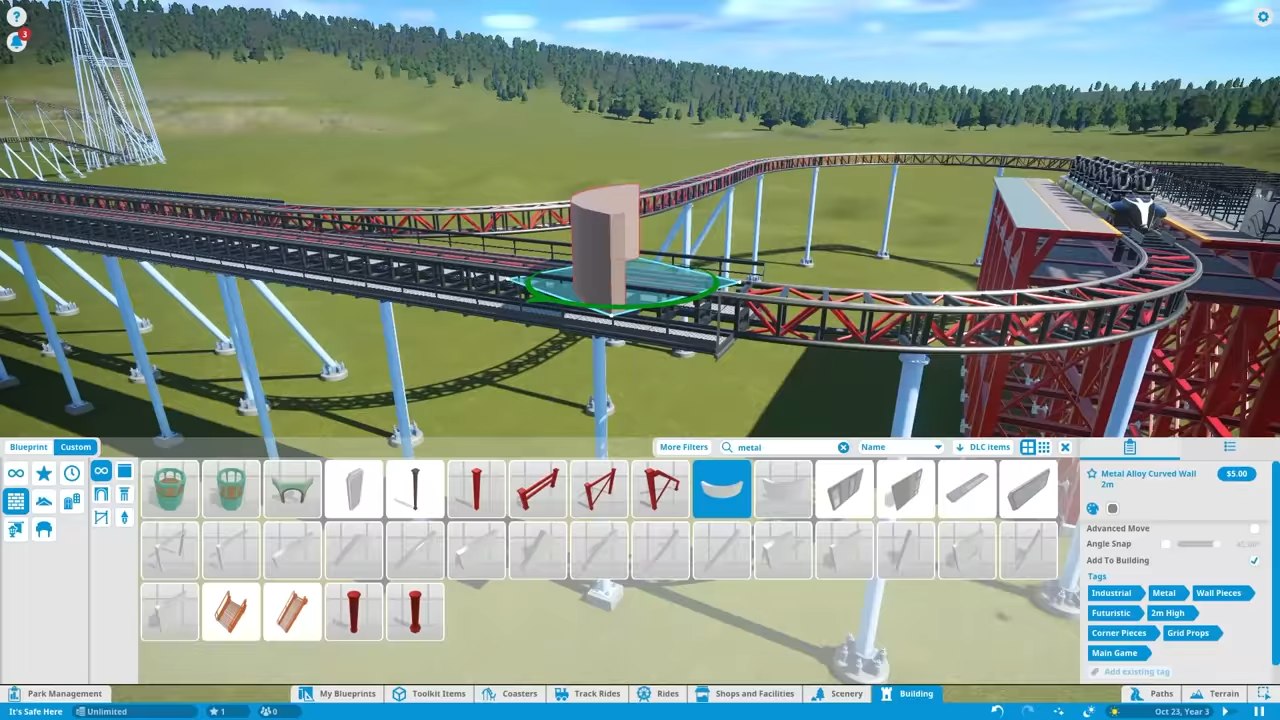 ?
3
Blueprint
Custom
More Filters
metal
Name
DLC items
Metal Alloy Curved Wall
2m
$5.00
Advanced Move
Angle Snap
Add To Building
Tags
Industrial
Metal
Wall Pieces
Futuristic
2m High
Corner Pieces
Grid Props
Main Game
Add existing tag
Park Management
My Blueprints
Toolkit Items
Coasters
Track Rides
Rides
Shops and Facilities
Scenery
Building
Paths
Terrain
It's Safe Here
Unlimited
1
0
Oct 23, Year 3